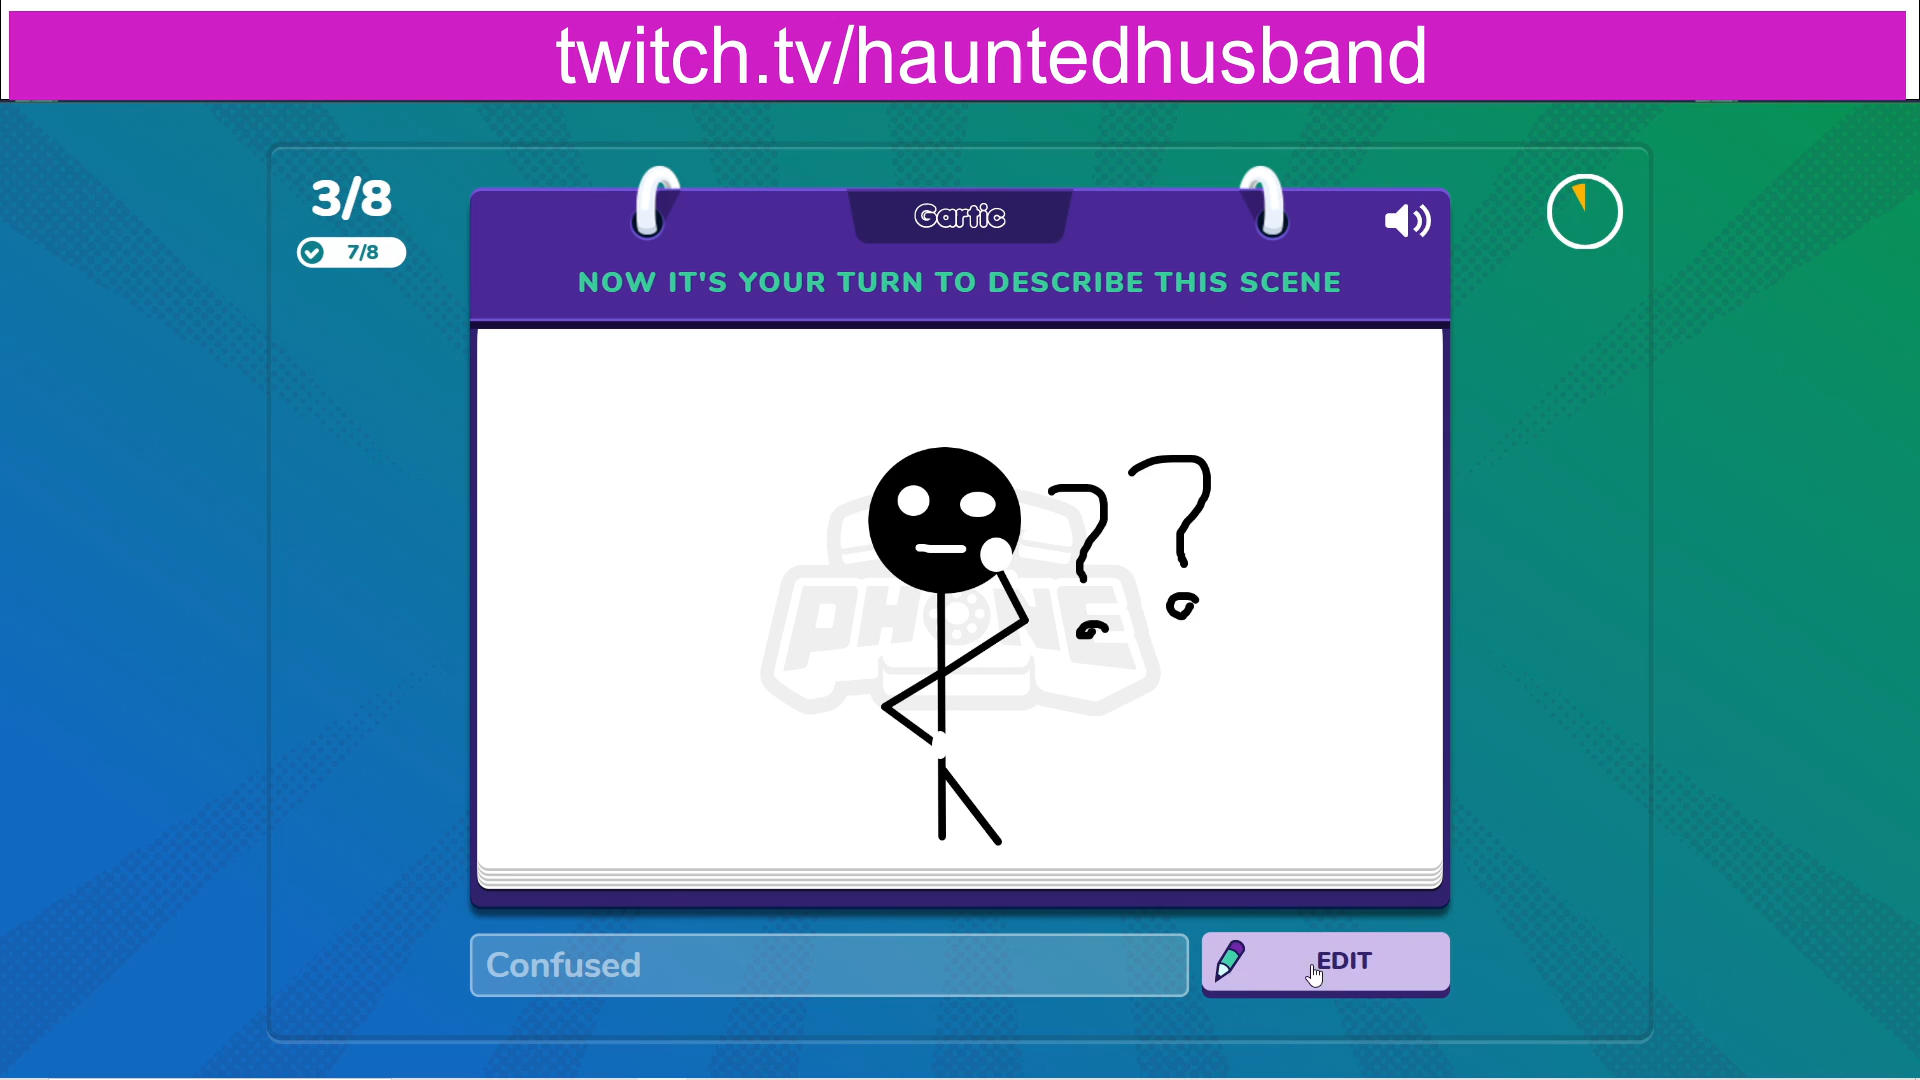 twitch.tv/hauntedhusband
3/8
7/8
Gartic
NOW IT'S YOUR TURN TO DESCRIBE THIS SCENE
? ?
PHONE
Confused
EDIT